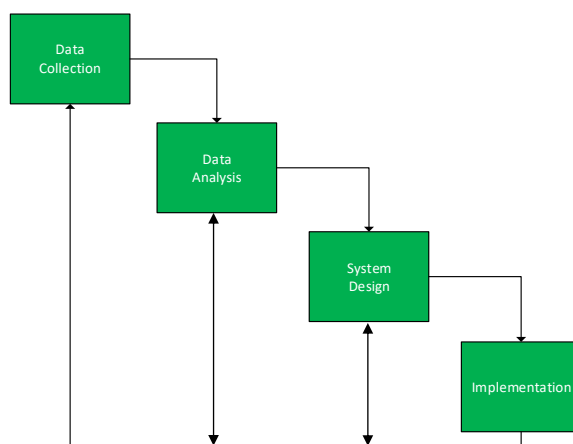 Data
Collection
Data
Analysis
System
Design
Implementation